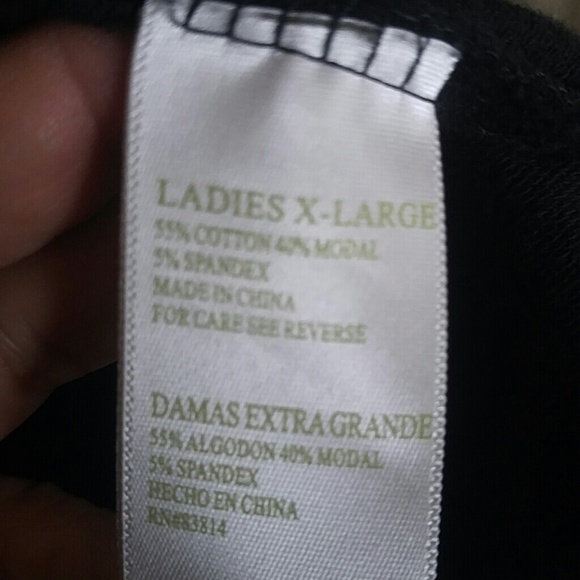 LADIES X-LARGE
55% COTTON 40% MODAL
5% SPANDEX
MADE IN CHINA
FOR CARE SEE REVERSE
DAMAS EXTRA GRANDE
55% ALGODON 40% MODAL
5% SPANDEX
HECHO EN CHINA
RN#83814